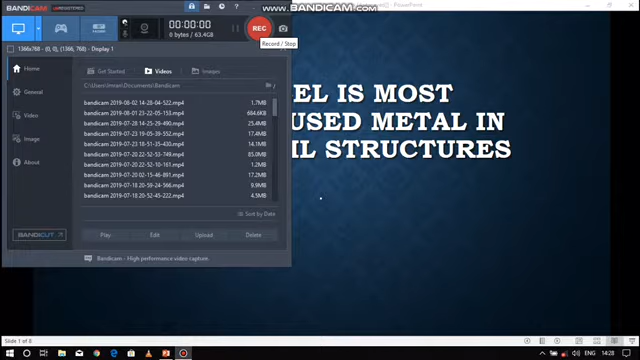 BANDICAM UNREGISTERED
www.BANDICAM.com
PowerPoint
00:00:00
0 bytes / 63.4GB
REC
Record / Stop
1366x768 - (0, 0), (1366, 768) - Display 1
Home
General
Video
Image
About
BANDICUT
Get Started
Videos
Images
C:\Users\Imran\Documents\Bandicam
bandicam 2019-08-02 14-28-04-522.mp4 1.7MB
bandicam 2019-08-01 23-22-05-153.mp4 684.6KB
bandicam 2019-07-28 14-25-29-490.mp4 25.4MB
bandicam 2019-07-23 19-05-39-552.mp4 17.4MB
bandicam 2019-07-23 18-51-35-430.mp4 14.1MB
bandicam 2019-07-20 22-52-53-749.mp4 85.0MB
bandicam 2019-07-20 22-52-10-161.mp4 1.2MB
bandicam 2019-07-20 02-15-46-891.mp4 17.2MB
bandicam 2019-07-18 20-59-24-566.mp4 9.9MB
bandicam 2019-07-18 20-52-45-222.mp4 4.5MB
Sort by Date
Play Edit Upload Delete
Bandicam - High performance video capture.
EL IS MOST
USED METAL IN
IL STRUCTURES
Slide 1 of 8
ENG 14:28